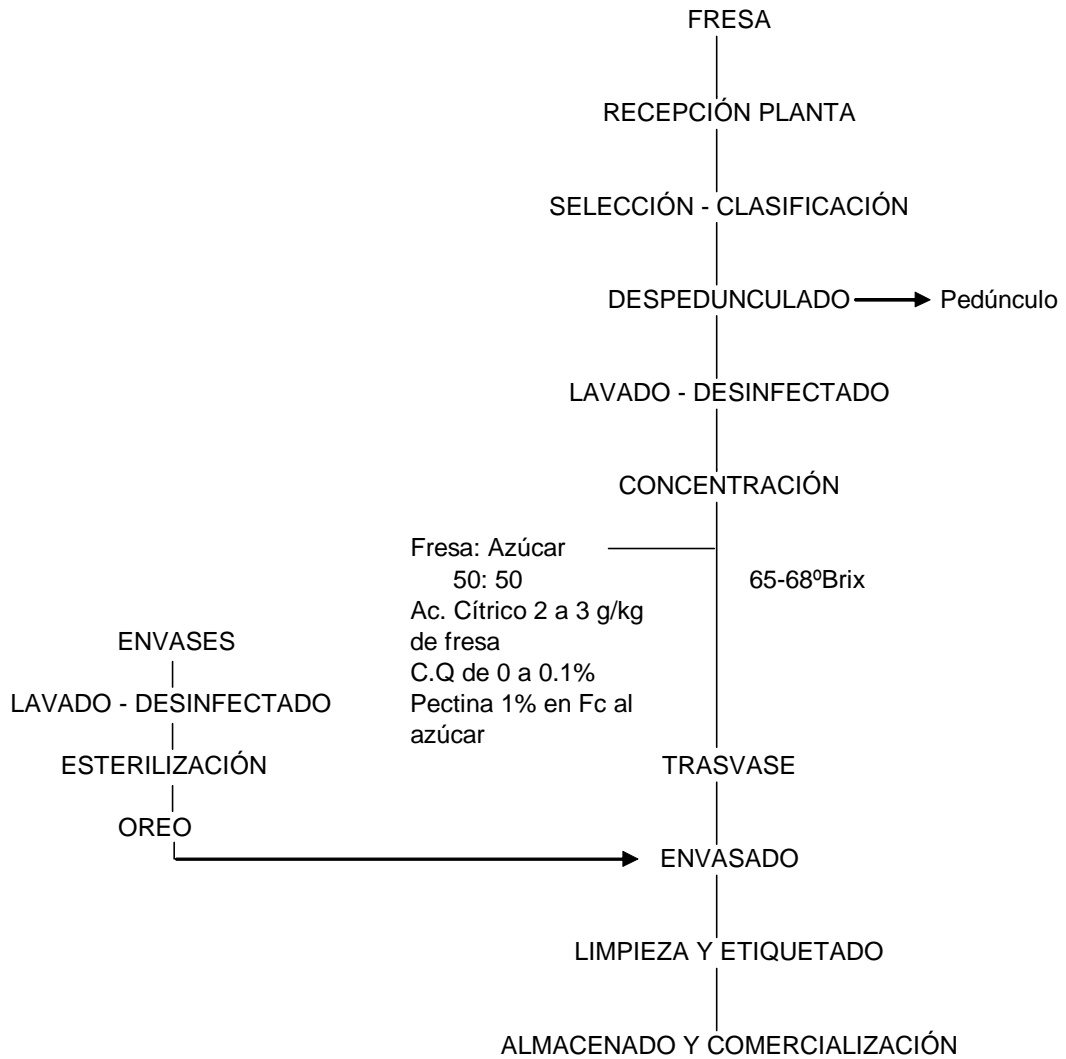 FRESA
RECEPCIÓN PLANTA
SELECCIÓN - CLASIFICACIÓN
DESPEDUNCULADO
Pedúnculo
LAVADO - DESINFECTADO
CONCENTRACIÓN
Fresa: Azúcar
50: 50
Ac. Cítrico 2 a 3 g/kg
de fresa
C.Q de 0 a 0.1%
Pectina 1% en Fc al
azúcar
65-68ºBrix
ENVASES
LAVADO - DESINFECTADO
ESTERILIZACIÓN
OREO
TRASVASE
ENVASADO
LIMPIEZA Y ETIQUETADO
ALMACENADO Y COMERCIALIZACIÓN